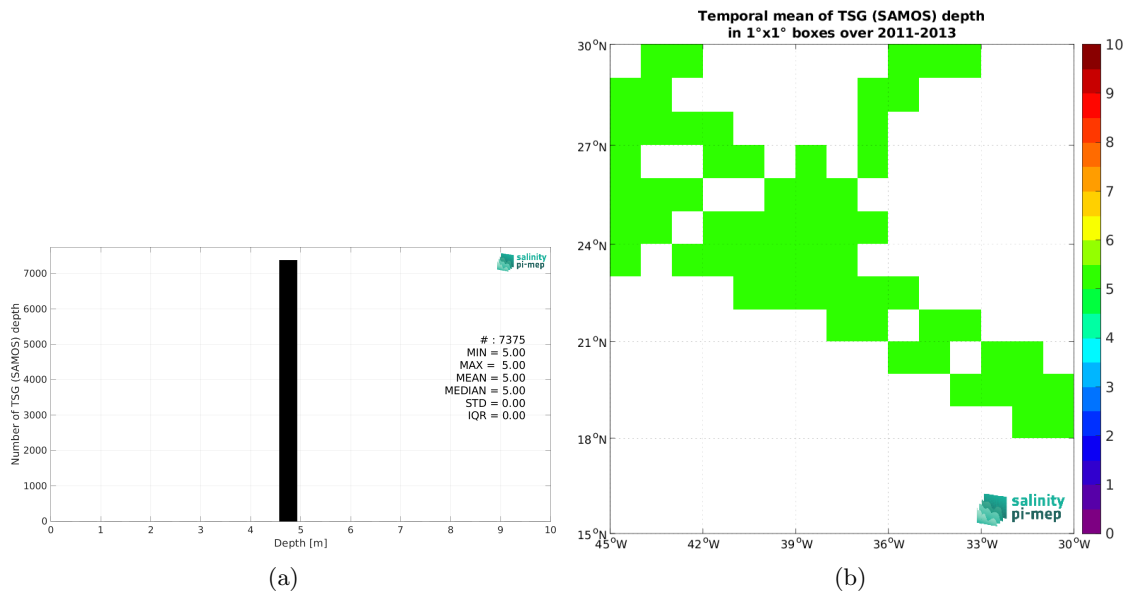 Number of TSG (SAMOS) depth
7000
6000
5000
4000
3000
2000
1000
0
0 1 2 3 4 5 6 7 8 9 10
Depth [m]
salinity
pi-mep
# : 7375
MIN = 5.00
MAX = 5.00
MEAN = 5.00
MEDIAN = 5.00
STD = 0.00
IQR = 0.00
(a)
Temporal mean of TSG (SAMOS) depth
in 1°x1° boxes over 2011-2013
30°N
27°N
24°N
21°N
18°N
15°N
45°W 42°W 39°W 36°W 33°W 30°W
salinity
pi-mep
10
9
8
7
6
5
4
3
2
1
0
(b)